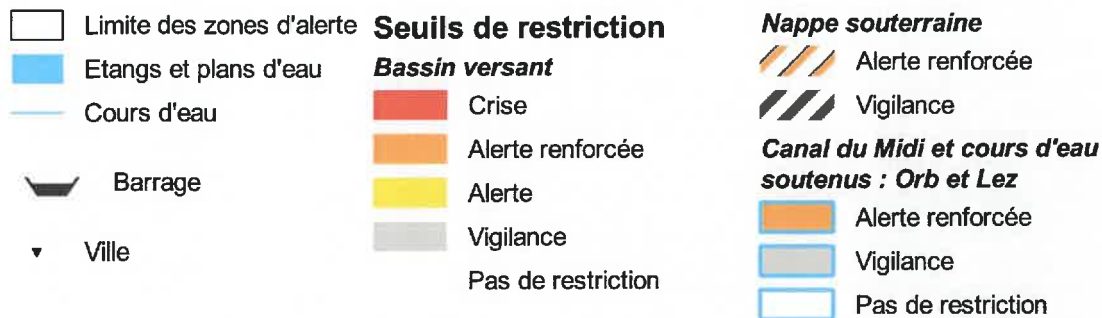 Limite des zones d'alerte
Etangs et plans d'eau
Cours d'eau
Barrage
Ville
Seuils de restriction
Bassin versant
Crise
Alerte renforcée
Alerte
Vigilance
Pas de restriction
Nappe souterraine
Alerte renforcée
Vigilance
Canal du Midi et cours d'eau
soutenus : Orb et Lez
Alerte renforcée
Vigilance
Pas de restriction